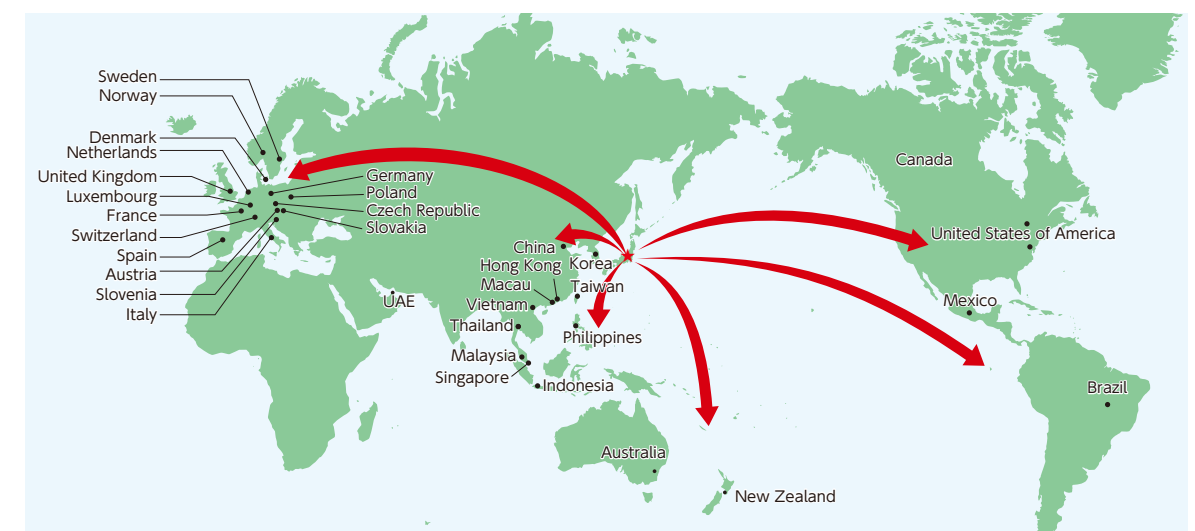 Sweden
Norway
Denmark
Netherlands
United Kingdom
Luxembourg
France
Switzerland
Spain
Austria
Slovenia
Italy
Germany
Poland
Czech Republic
Slovakia
UAE
China
Korea
Hong Kong
Macau
Taiwan
Vietnam
Thailand
Philippines
Malaysia
Singapore
Indonesia
Australia
New Zealand
Canada
United States of America
Mexico
Brazil